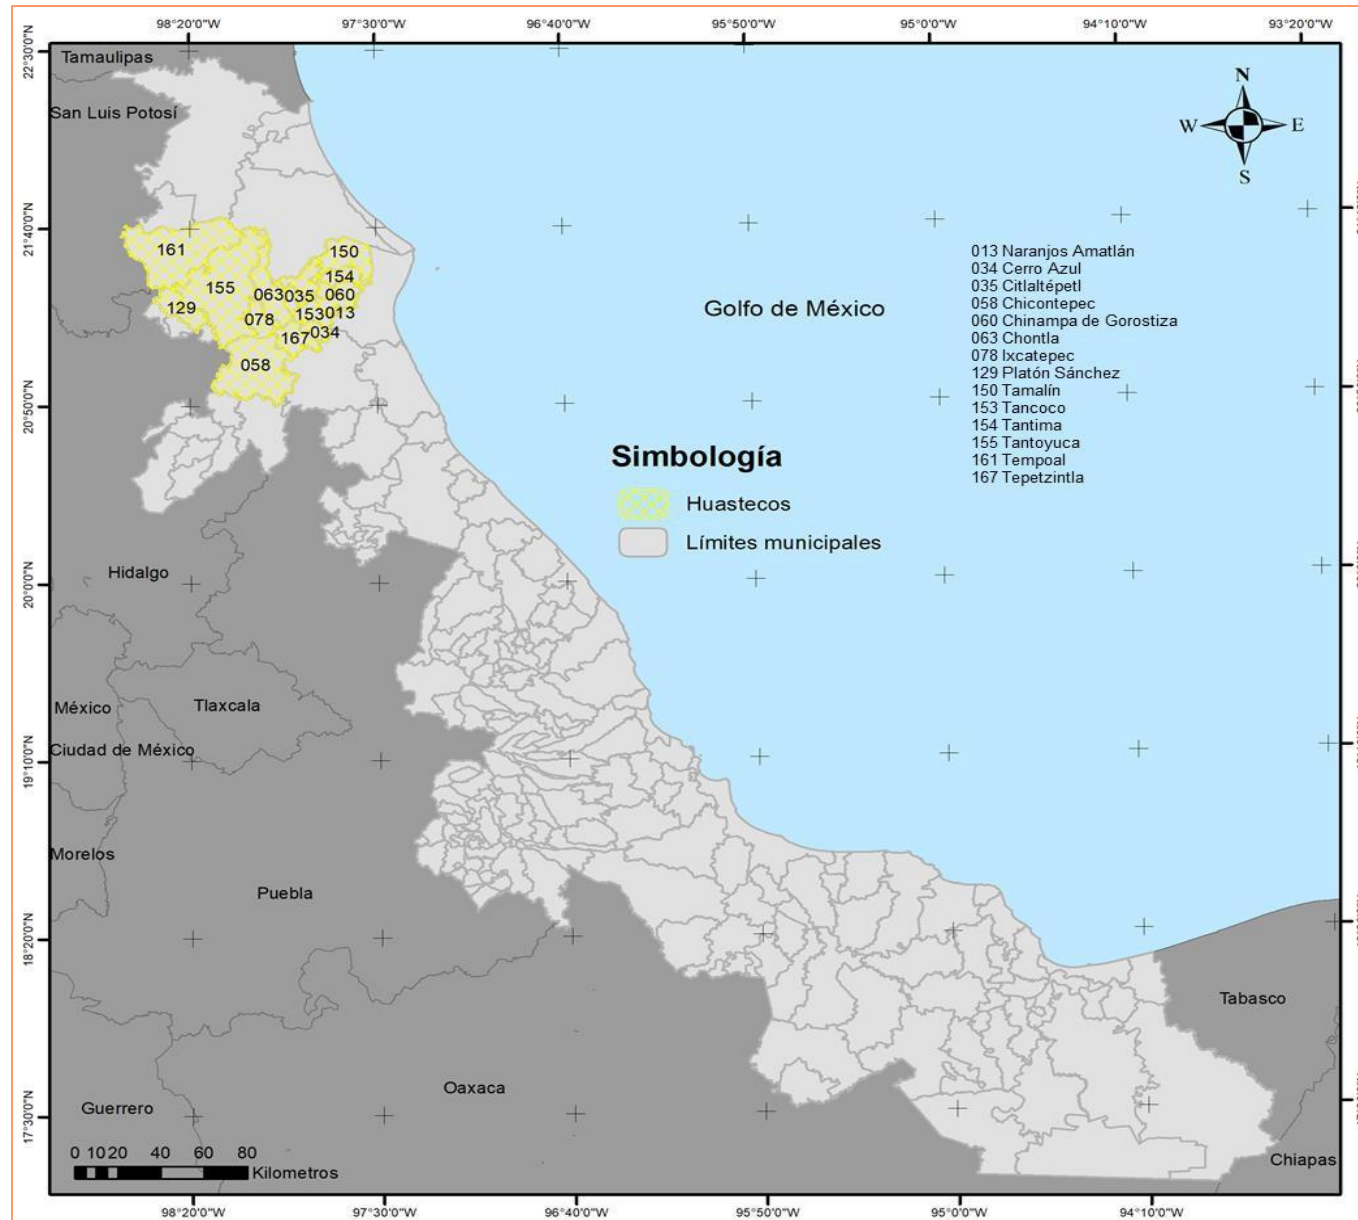 98°20'0"W 97°30'0"W 96°40'0"W 95°50'0"W 95°0'0"W 94°10'0"W 93°20'0"W
22°30'0"N
Tamaulipas
San Luis Potosí
N
W E
S
21°40'0"N
161
150
154
155
063 035 060
129
078
153 013
167 034
058
Golfo de México
013 Naranjos Amatlán
034 Cerro Azul
035 Citlaltépetl
058 Chicontepec
060 Chinampa de Gorostiza
063 Chontla
078 Ixcatepec
129 Platón Sánchez
150 Tamalín
153 Tancoco
154 Tantima
155 Tantoyuca
161 Tempoal
167 Tepetzintla
20°50'0"N
Simbología
Huastecos
Límites municipales
Hidalgo
20°0'0"N
Tlaxcala
México
Ciudad de México
19°10'0"N
Morelos
Puebla
18°20'0"N
Tabasco
Oaxaca
Guerrero
17°30'0"N
Chiapas
0 10 20 40 60 80
Kilometros
98°20'0"W 97°30'0"W 96°40'0"W 95°50'0"W 95°0'0"W 94°10'0"W